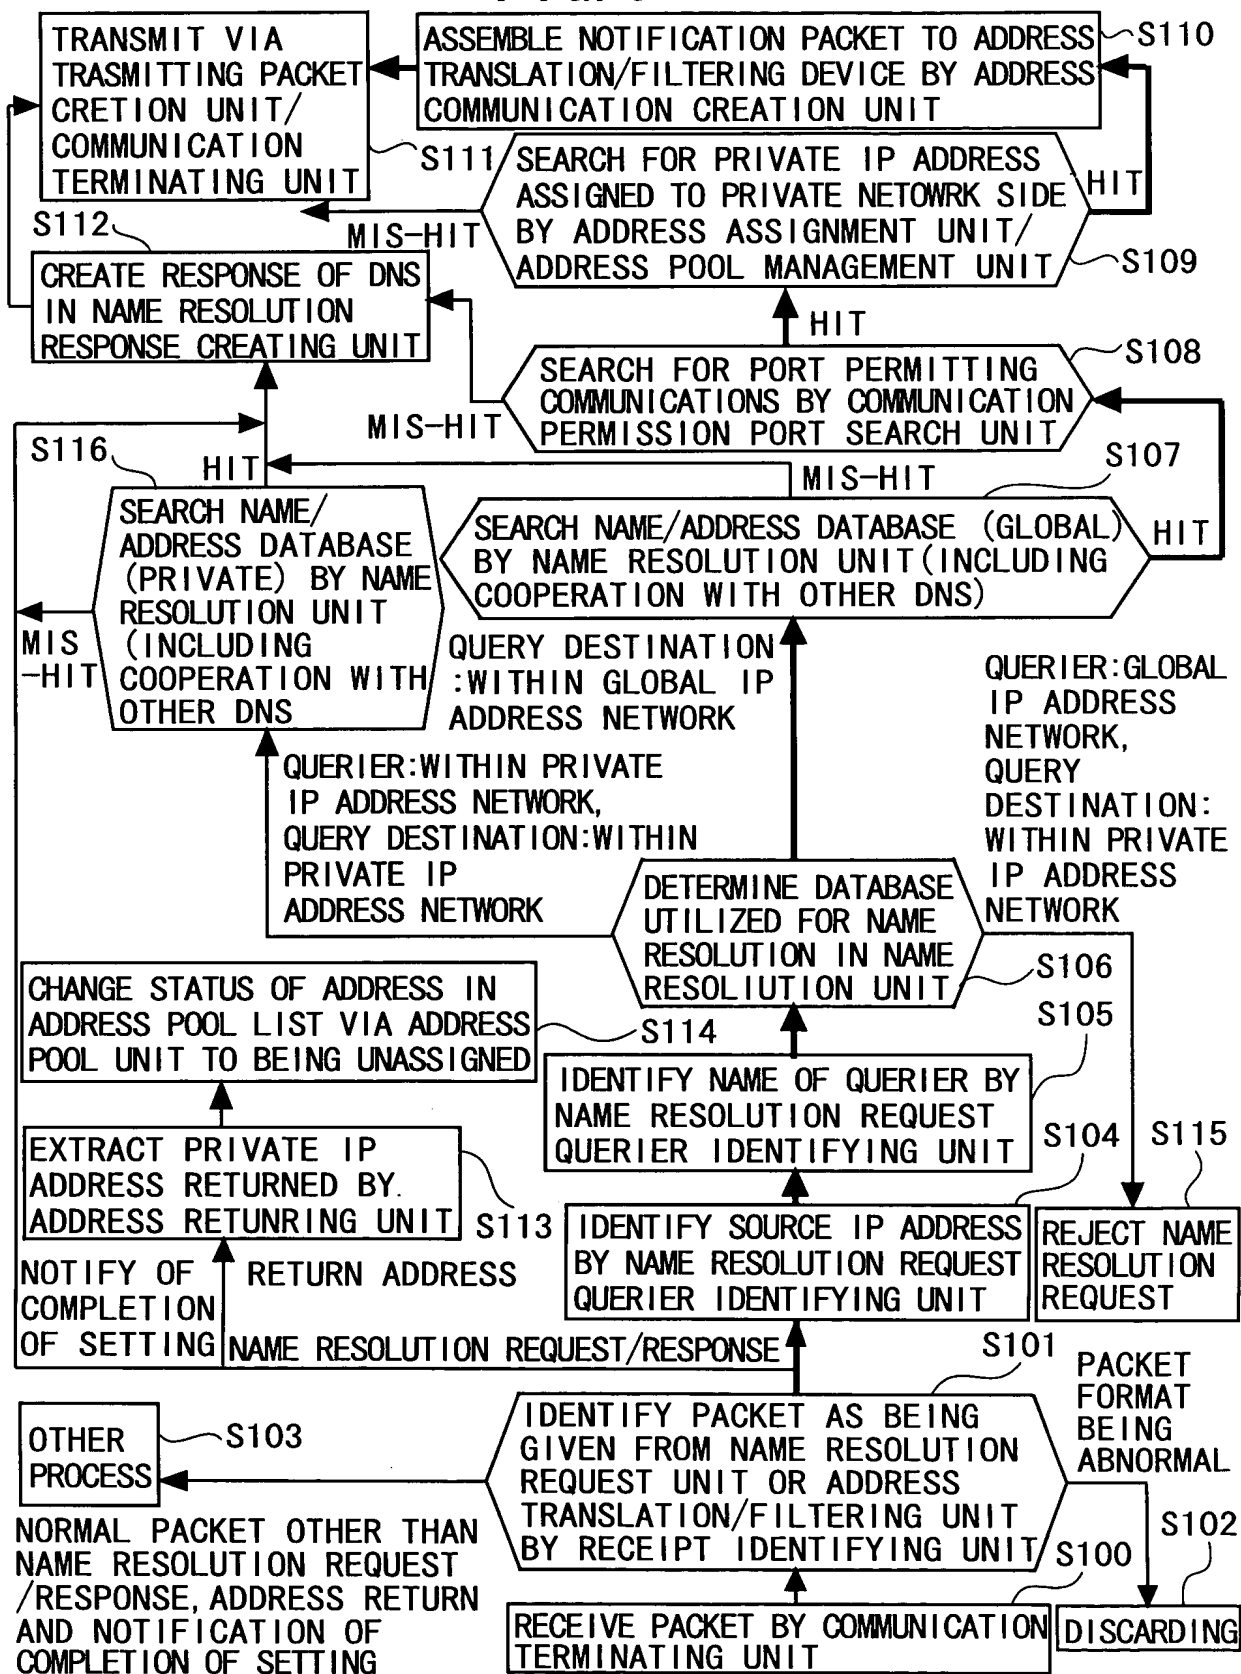 TRANSMIT VIA
TRASMITTING PACKET
CRETION UNIT/
COMMUNICATION
TERMINATING UNIT
S111
ASSEMBLE NOTIFICATION PACKET TO ADDRESS
TRANSLATION/FILTERING DEVICE BY ADDRESS
COMMUNICATION CREATION UNIT
S110
SEARCH FOR PRIVATE IP ADDRESS
ASSIGNED TO PRIVATE NETOWRK SIDE
BY ADDRESS ASSIGNMENT UNIT/
ADDRESS POOL MANAGEMENT UNIT
HIT
S109
MIS-HIT
S112
CREATE RESPONSE OF DNS
IN NAME RESOLUTION
RESPONSE CREATING UNIT
HIT
S108
SEARCH FOR PORT PERMITTING
COMMUNICATIONS BY COMMUNICATION
PERMISSION PORT SEARCH UNIT
MIS-HIT
S116
HIT
MIS-HIT
S107
SEARCH NAME/
ADDRESS DATABASE
(PRIVATE) BY NAME
RESOLUTION UNIT
(INCLUDING
COOPERATION WITH
OTHER DNS
MIS
-HIT
SEARCH NAME/ADDRESS DATABASE (GLOBAL)
BY NAME RESOLUTION UNIT(INCLUDING
COOPERATION WITH OTHER DNS)
HIT
QUERY DESTINATION
:WITHIN GLOBAL IP
ADDRESS NETWORK
QUERIER:GLOBAL
IP ADDRESS
NETWORK,
QUERY
DESTINATION:
WITHIN PRIVATE
IP ADDRESS
NETWORK
QUERIER:WITHIN PRIVATE
IP ADDRESS NETWORK,
QUERY DESTINATION:WITHIN
PRIVATE IP
ADDRESS NETWORK
DETERMINE DATABASE
UTILIZED FOR NAME
RESOLUTION IN NAME
RESOLIUTION UNIT
S106
S105
CHANGE STATUS OF ADDRESS IN
ADDRESS POOL LIST VIA ADDRESS
POOL UNIT TO BEING UNASSIGNED
S114
IDENTIFY NAME OF QUERIER BY
NAME RESOLUTION REQUEST
QUERIER IDENTIFYING UNIT
S104
S115
EXTRACT PRIVATE IP
ADDRESS RETURNED BY.
ADDRESS RETUNRING UNIT
S113
IDENTIFY SOURCE IP ADDRESS
BY NAME RESOLUTION REQUEST
QUERIER IDENTIFYING UNIT
REJECT NAME
RESOLUTION
REQUEST
NOTIFY OF
COMPLETION
OF SETTING
RETURN ADDRESS
NAME RESOLUTION REQUEST/RESPONSE
S101
PACKET
FORMAT
BEING
ABNORMAL
OTHER
PROCESS
S103
IDENTIFY PACKET AS BEING
GIVEN FROM NAME RESOLUTION
REQUEST UNIT OR ADDRESS
TRANSLATION/FILTERING UNIT
BY RECEIPT IDENTIFYING UNIT
NORMAL PACKET OTHER THAN
NAME RESOLUTION REQUEST
/RESPONSE, ADDRESS RETURN
AND NOTIFICATION OF
COMPLETION OF SETTING
S100
S102
RECEIVE PACKET BY COMMUNICATION
TERMINATING UNIT
DISCARDING